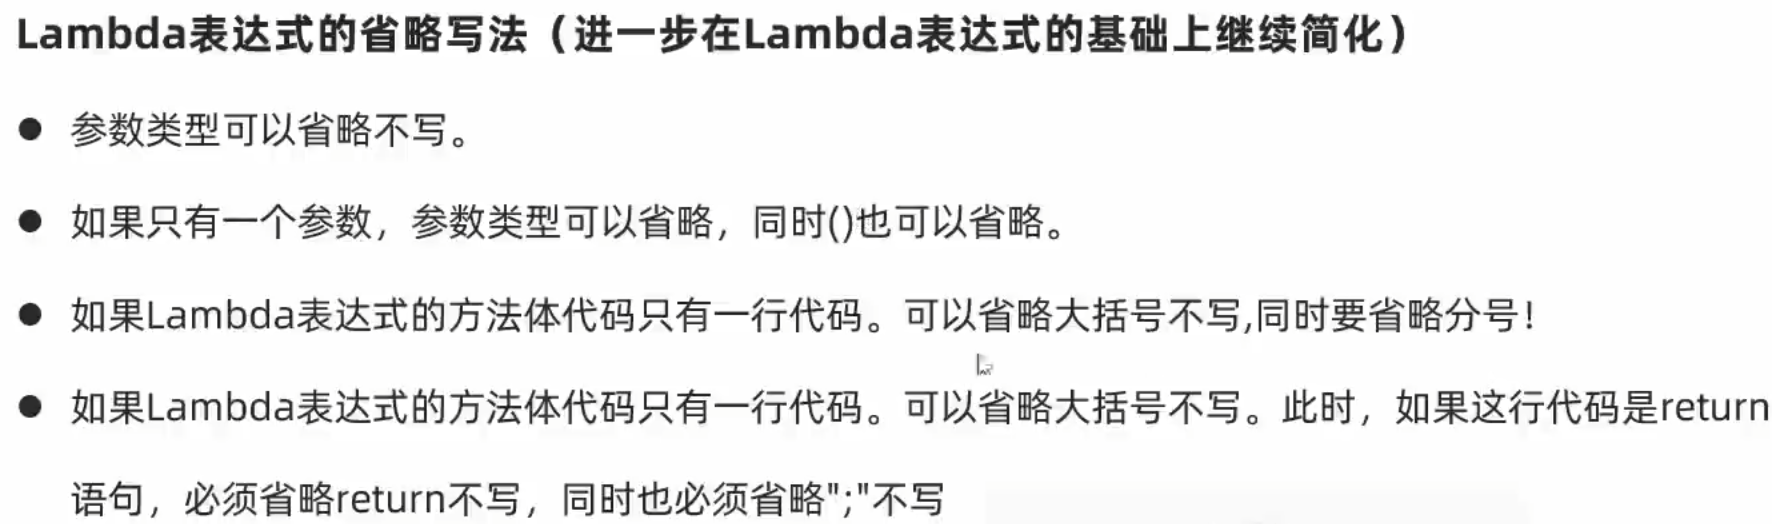 Lambda表达式的省略写法（进一步在Lambda表达式的基础上继续简化）
● 参数类型可以省略不写。
● 如果只有一个参数，参数类型可以省略，同时()也可以省略。
● 如果Lambda表达式的方法体代码只有一行代码。可以省略大括号不写,同时要省略分号！
● 如果Lambda表达式的方法体代码只有一行代码。可以省略大括号不写。此时，如果这行代码是return
语句，必须省略return不写，同时也必须省略";"不写